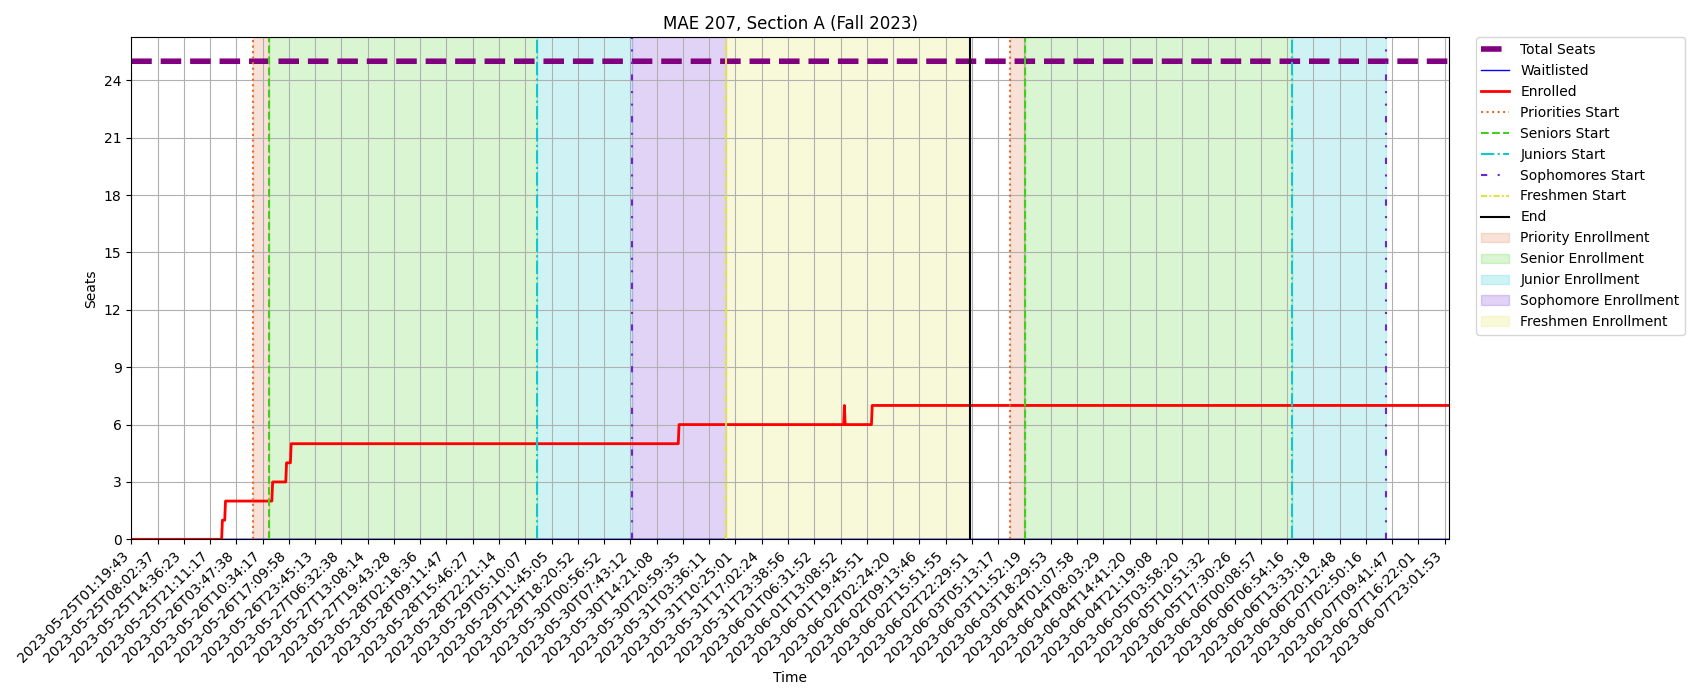 MAE 207, Section A (Fall 2023)
Seats
24
21
18
15
12
9
6
3
0
2023-05-25T01:19:43
2023-05-25T08:02:37
2023-05-25T14:36:23
2023-05-25T21:11:17
2023-05-26T03:47:38
2023-05-26T10:34:17
2023-05-26T17:09:58
2023-05-26T23:45:13
2023-05-27T06:32:38
2023-05-27T13:08:14
2023-05-27T19:43:28
2023-05-28T02:18:36
2023-05-28T09:11:47
2023-05-28T15:46:27
2023-05-28T22:21:14
2023-05-29T05:10:07
2023-05-29T11:45:05
2023-05-29T18:20:52
2023-05-30T00:56:52
2023-05-30T07:43:12
2023-05-30T14:21:08
2023-05-30T20:59:35
2023-05-31T03:36:11
2023-05-31T10:25:01
2023-05-31T17:02:24
2023-05-31T23:38:56
2023-06-01T06:31:52
2023-06-01T13:08:52
2023-06-01T19:45:51
2023-06-02T02:24:20
2023-06-02T09:13:46
2023-06-02T15:51:55
2023-06-02T22:29:51
2023-06-03T05:13:17
2023-06-03T11:52:19
2023-06-03T18:29:53
2023-06-04T01:07:58
2023-06-04T08:03:29
2023-06-04T14:41:20
2023-06-04T21:19:08
2023-06-05T03:58:20
2023-06-05T10:51:32
2023-06-05T17:30:26
2023-06-06T00:08:57
2023-06-06T06:54:16
2023-06-06T13:33:18
2023-06-06T20:12:48
2023-06-07T02:50:16
2023-06-07T09:41:47
2023-06-07T16:22:01
2023-06-07T23:01:53
Time
Total Seats
Waitlisted
Enrolled
Priorities Start
Seniors Start
Juniors Start
Sophomores Start
Freshmen Start
End
Priority Enrollment
Senior Enrollment
Junior Enrollment
Sophomore Enrollment
Freshmen Enrollment